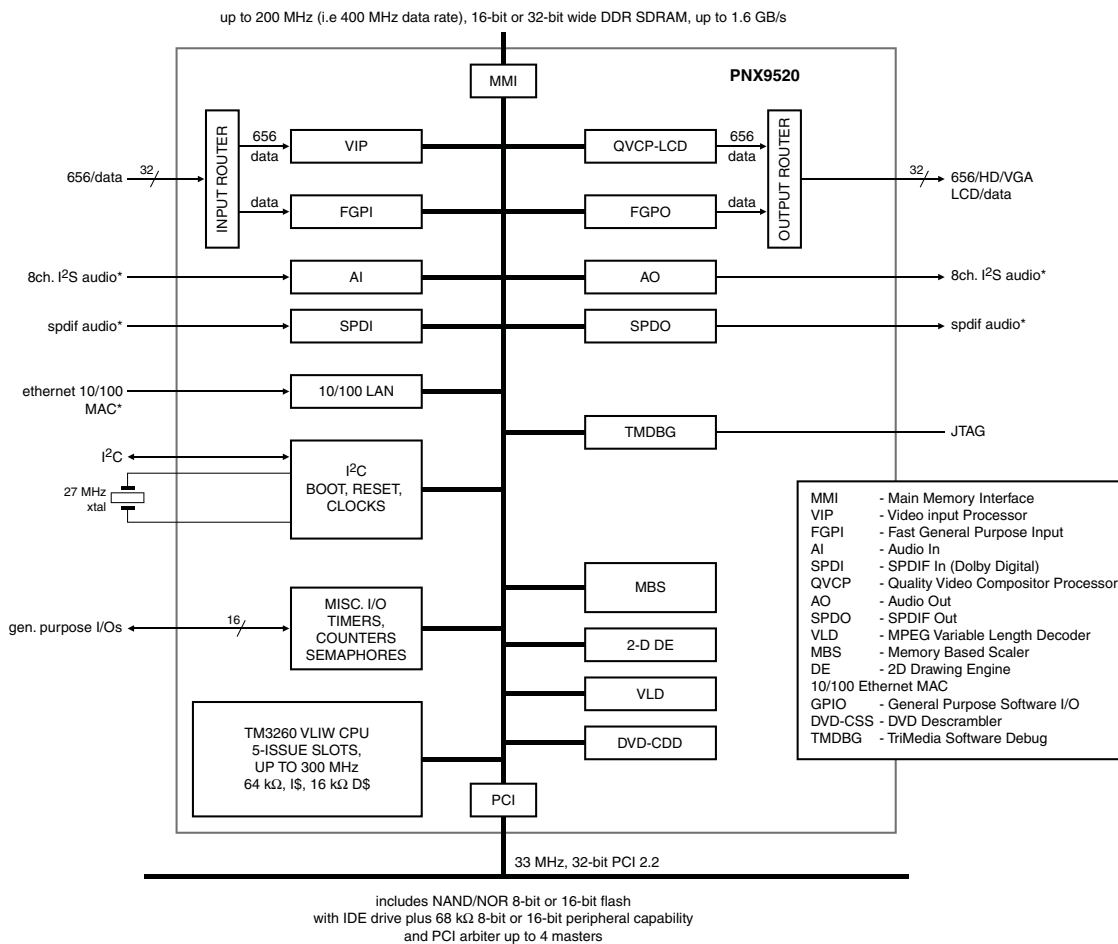 up to 200 MHz (i.e 400 MHz data rate), 16-bit or 32-bit wide DDR SDRAM, up to 1.6 GB/s
PNX9520
MMI
656/data
32
INPUT ROUTER
656
data
VIP
QVCP-LCD
656
data
OUTPUT ROUTER
32
656/HD/VGA
LCD/data
data
FGPI
FGPO
data
8ch. I²S audio*
AI
AO
8ch. I²S audio*
spdif audio*
SPDI
SPDO
spdif audio*
ethernet 10/100
MAC*
10/100 LAN
TMDBG
JTAG
I²C
27 MHz
xtal
I²C
BOOT, RESET,
CLOCKS
gen. purpose I/Os
16
MISC. I/O
TIMERS,
COUNTERS
SEMAPHORES
MBS
2-D DE
VLD
DVD-CDD
TM3260 VLIW CPU
5-ISSUE SLOTS,
UP TO 300 MHz
64 kΩ, I$, 16 kΩ D$
PCI
MMI - Main Memory Interface
VIP - Video input Processor
FGPI - Fast General Purpose Input
AI - Audio In
SPDI - SPDIF In (Dolby Digital)
QVCP - Quality Video Compositor Processor
AO - Audio Out
SPDO - SPDIF Out
VLD - MPEG Variable Length Decoder
MBS - Memory Based Scaler
DE - 2D Drawing Engine
10/100 Ethernet MAC
GPIO - General Purpose Software I/O
DVD-CSS - DVD Descrambler
TMDBG - TriMedia Software Debug
33 MHz, 32-bit PCI 2.2
includes NAND/NOR 8-bit or 16-bit flash
with IDE drive plus 68 kΩ 8-bit or 16-bit peripheral capability
and PCI arbiter up to 4 masters